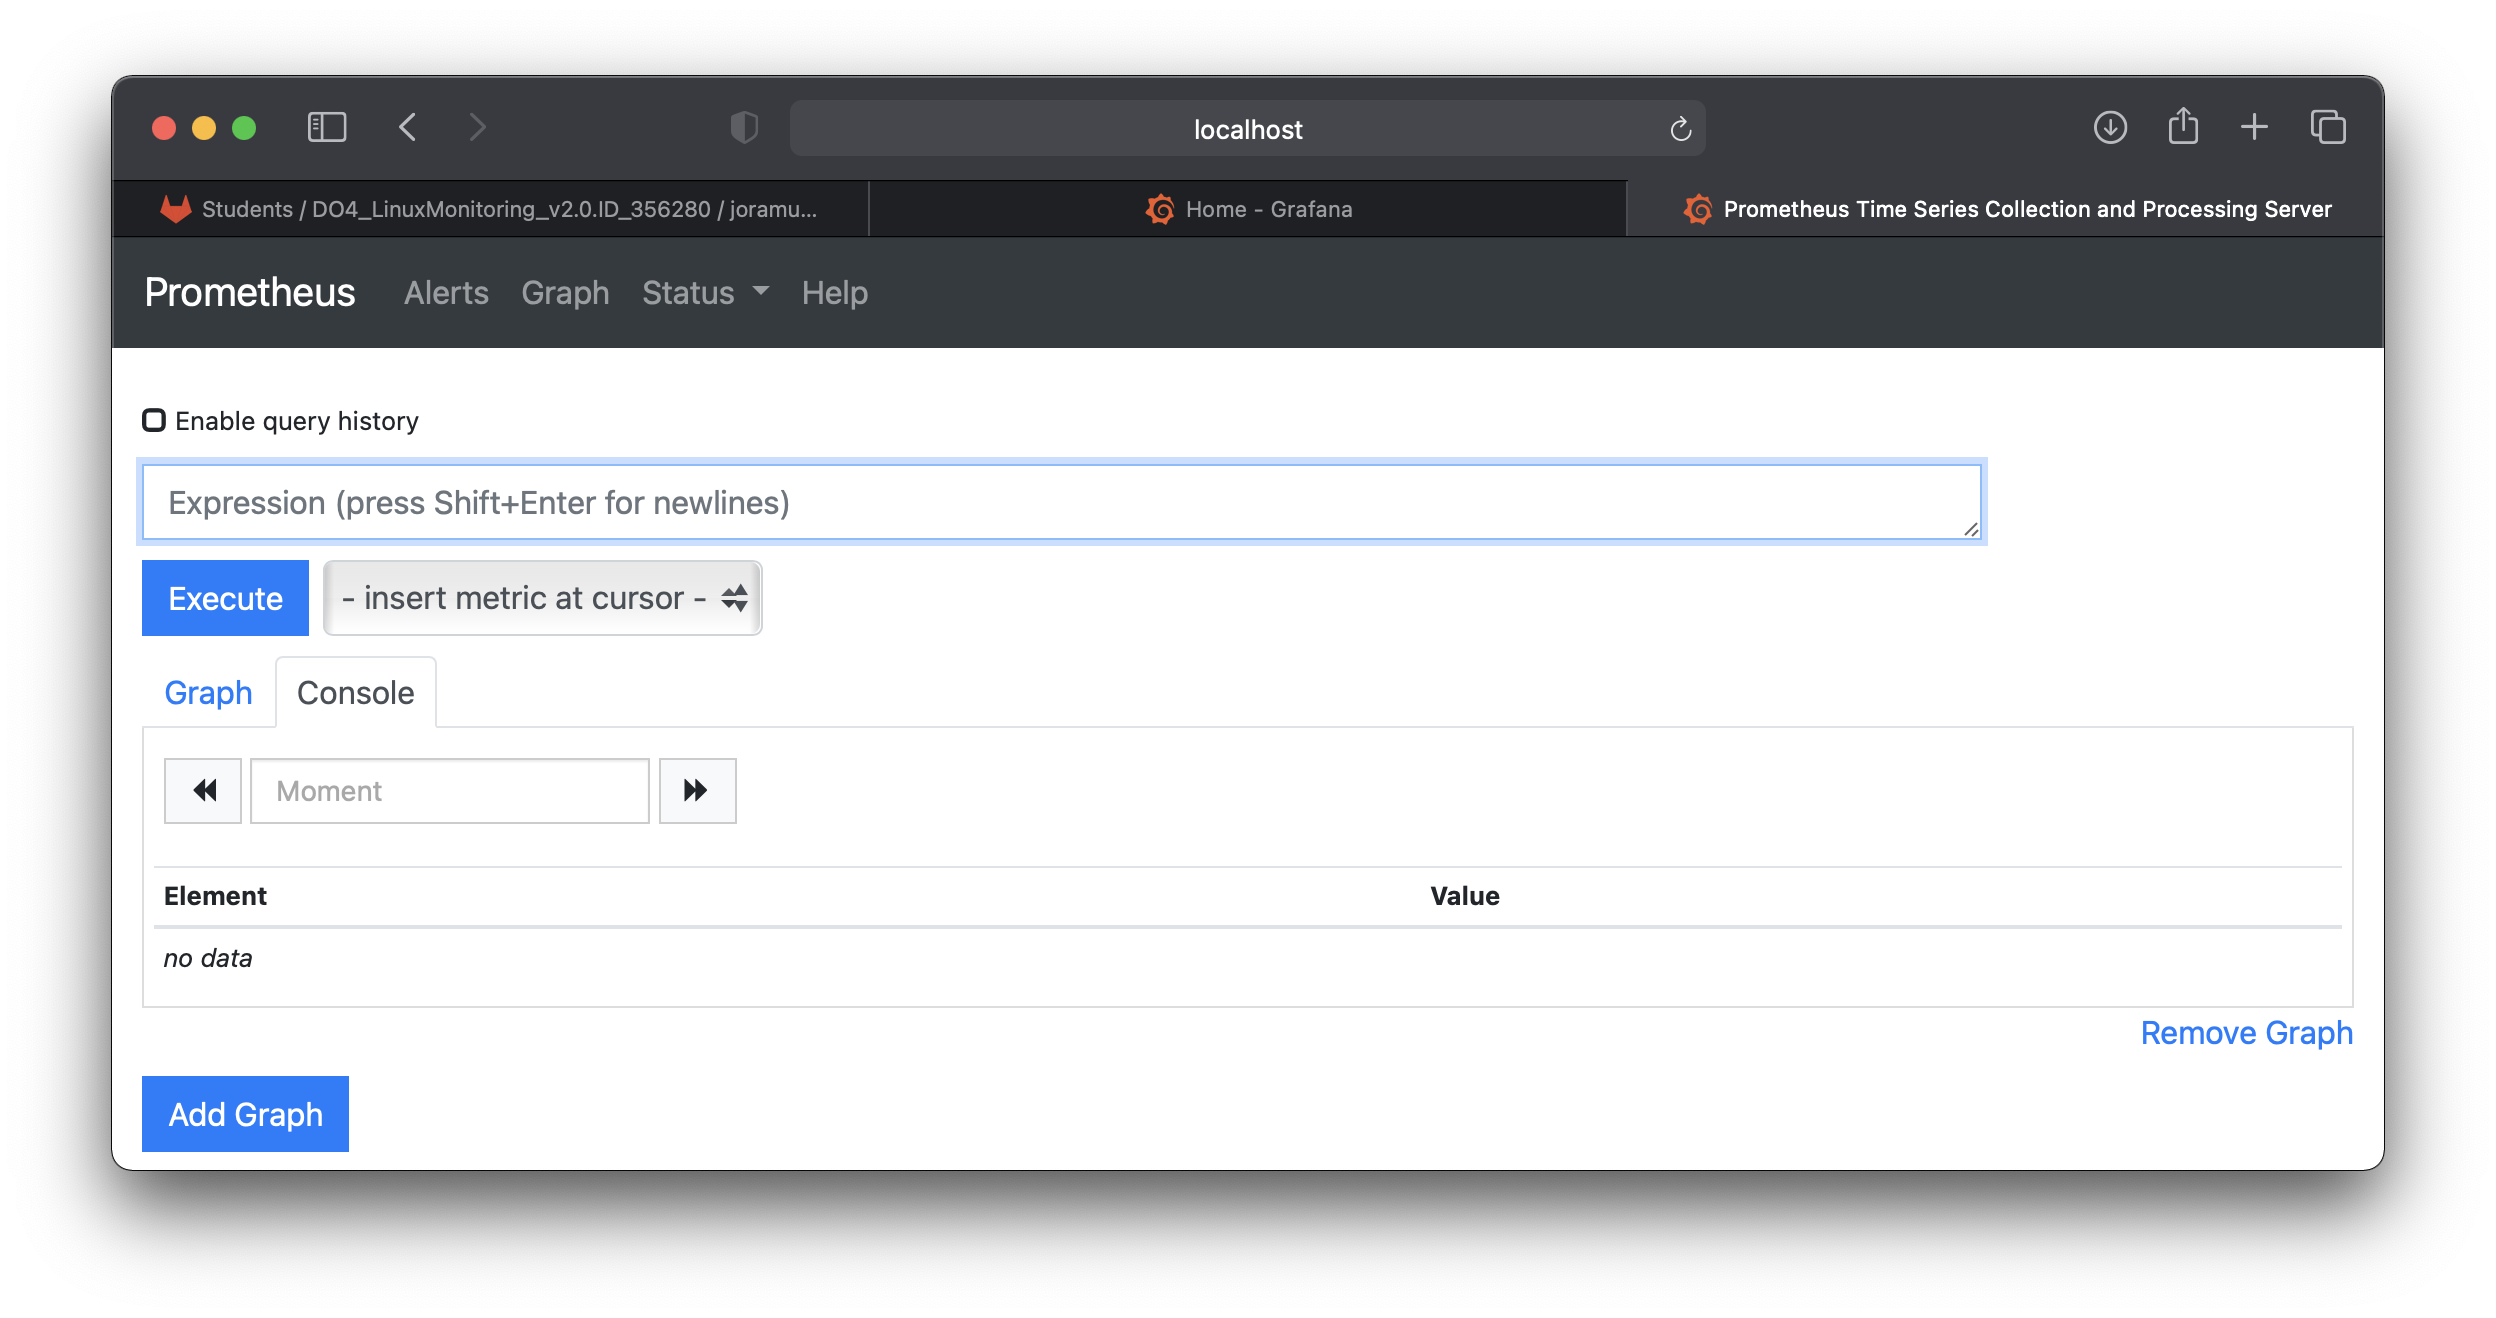 localhost
Students / DO4_LinuxMonitoring_v2.0.ID_356280 / joramu...
Home - Grafana
Prometheus Time Series Collection and Processing Server
Prometheus Alerts Graph Status Help
Enable query history
Expression (press Shift+Enter for newlines)
Execute
- insert metric at cursor -
Graph
Console
Moment
Element Value
no data
Remove Graph
Add Graph